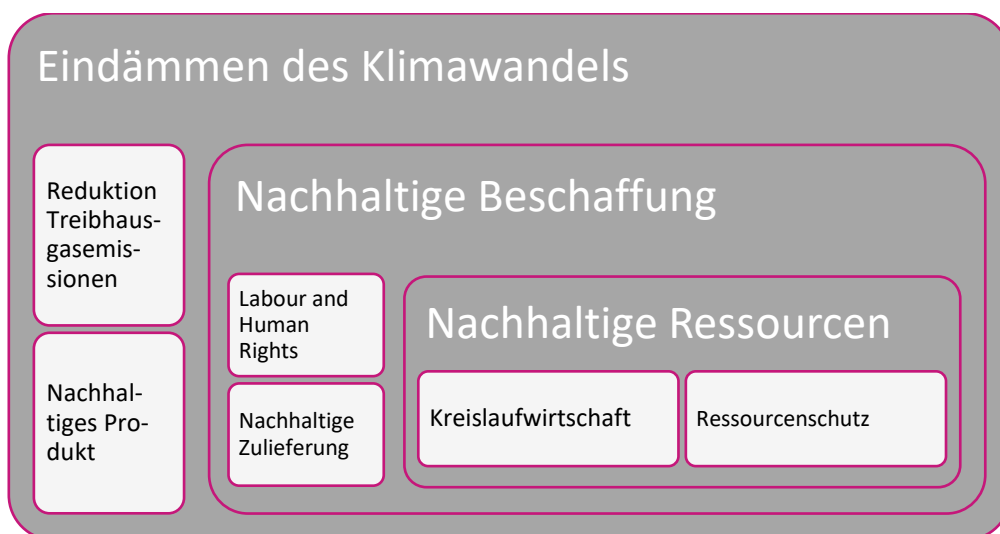 Eindämmen des Klimawandels
Reduktion
Treibhaus-
gasemis-
sionen
Nachhal-
tiges Pro-
dukt
Nachhaltige Beschaffung
Labour and
Human
Rights
Nachhaltige
Zulieferung
Nachhaltige Ressourcen
Kreislaufwirtschaft
Ressourcenschutz